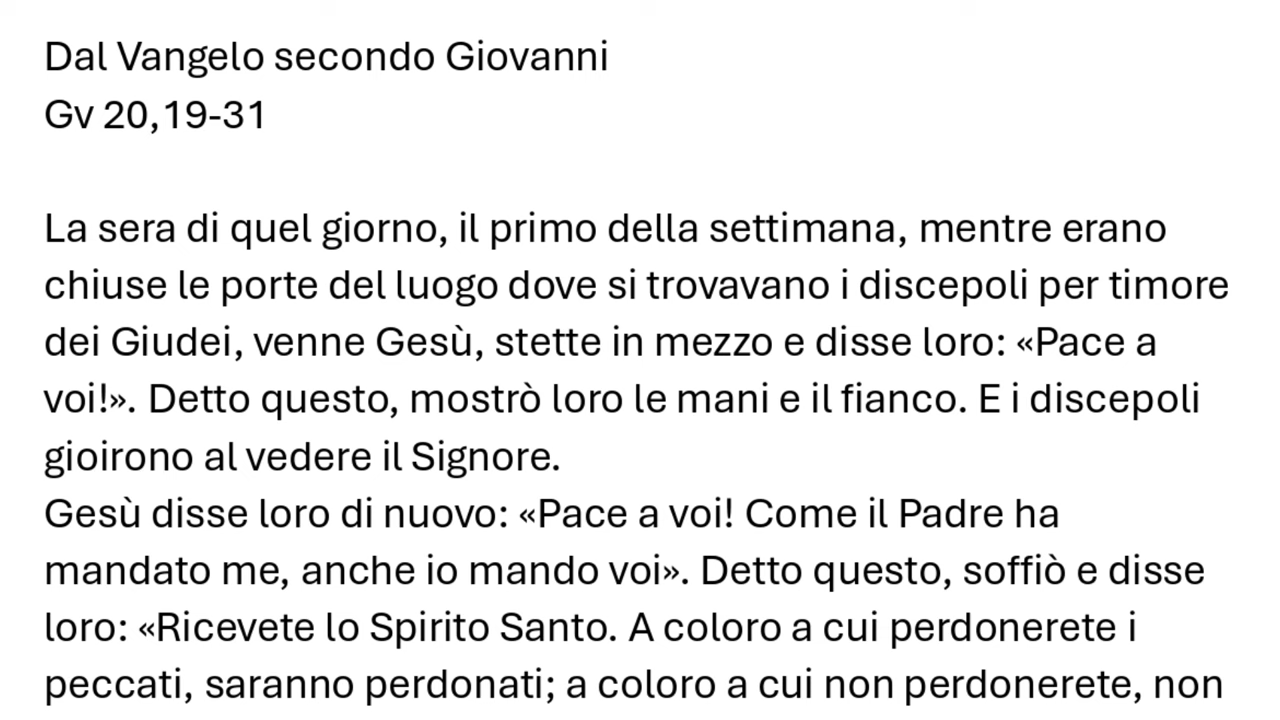 Dal Vangelo secondo Giovanni
Gv 20,19-31
La sera di quel giorno, il primo della settimana, mentre erano
chiuse le porte del luogo dove si trovavano i discepoli per timore
dei Giudei, venne Gesù, stette in mezzo e disse loro: «Pace a
voi!». Detto questo, mostrò loro le mani e il fianco. E i discepoli
gioirono al vedere il Signore.
Gesù disse loro di nuovo: «Pace a voi! Come il Padre ha
mandato me, anche io mando voi». Detto questo, soffiò e disse
loro: «Ricevete lo Spirito Santo. A coloro a cui perdonerete i
peccati, saranno perdonati; a coloro a cui non perdonerete, non